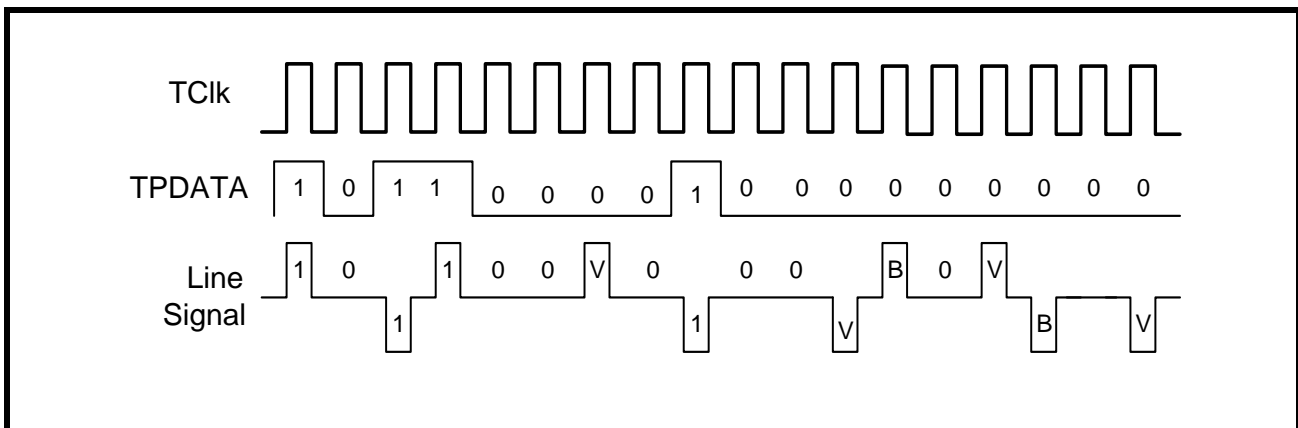 TClk
TPDATA 1 0 1 1 0 0 0 0 1 0 0 0 0 0 0 0 0 0
Line Signal 1 0 1 1 0 0 V 0 1 0 0 V B 0 V B V